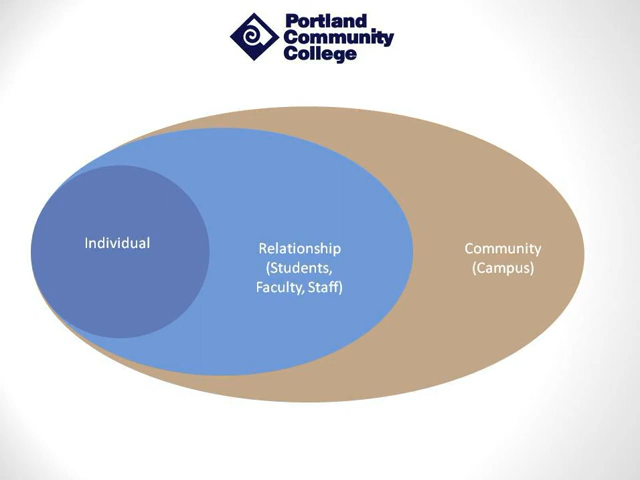 Portland
Community
College
Individual
Relationship
(Students,
Faculty, Staff)
Community
(Campus)